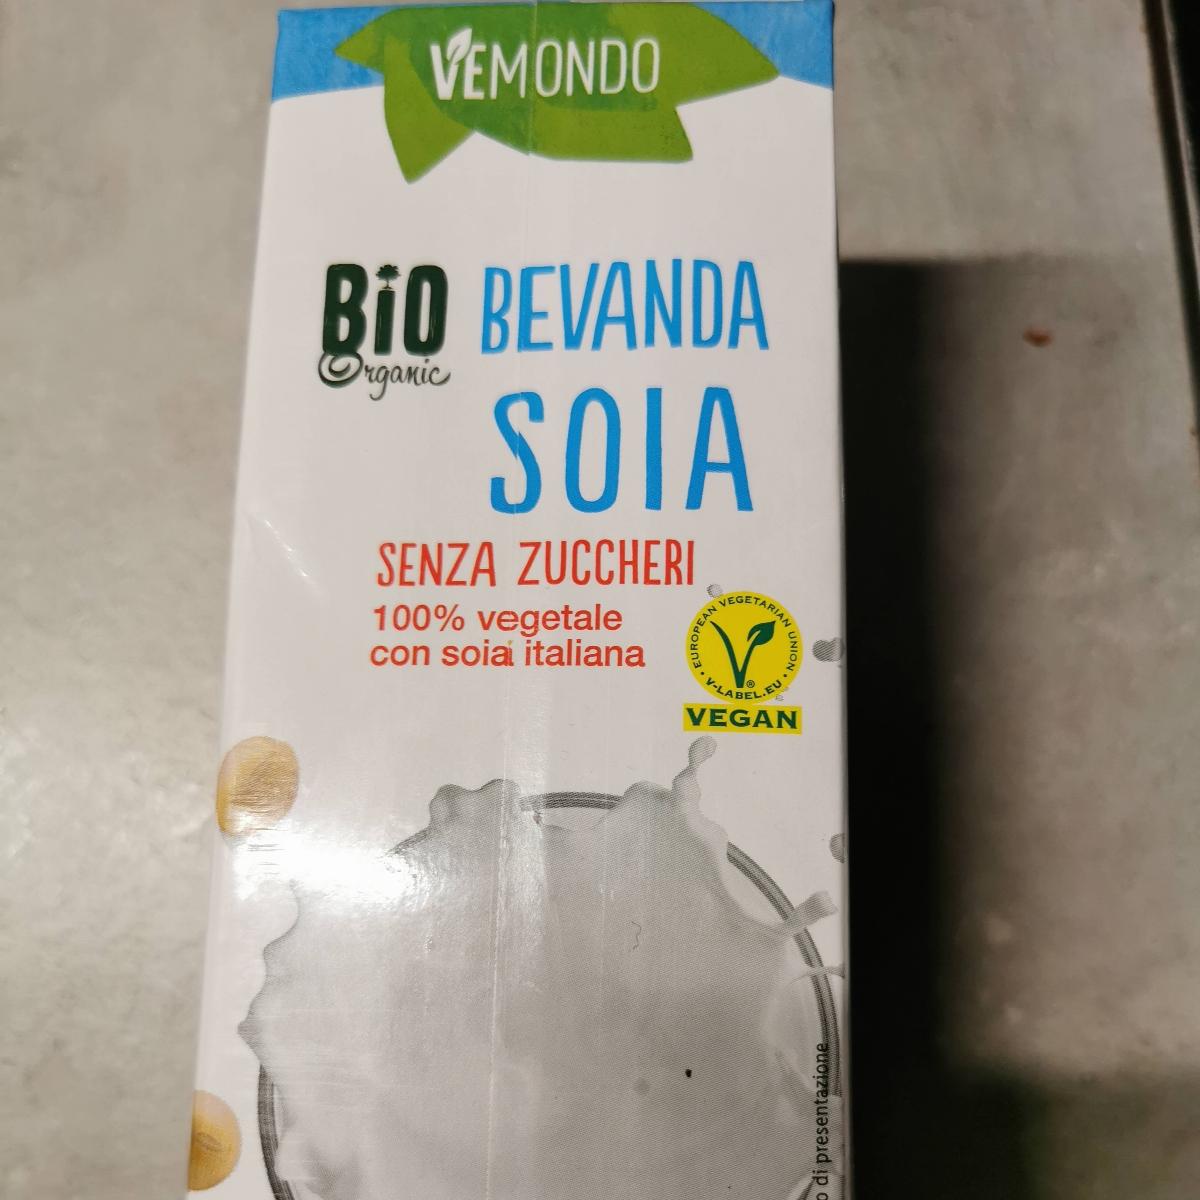 VEMONDO
BiO
Organic
BEVANDA
SOIA
SENZA ZUCCHERI
100% vegetale
con soia italiana
EUROPEAN VEGETARIAN UNION
V-LABEL.EU
VEGAN
di presentazione